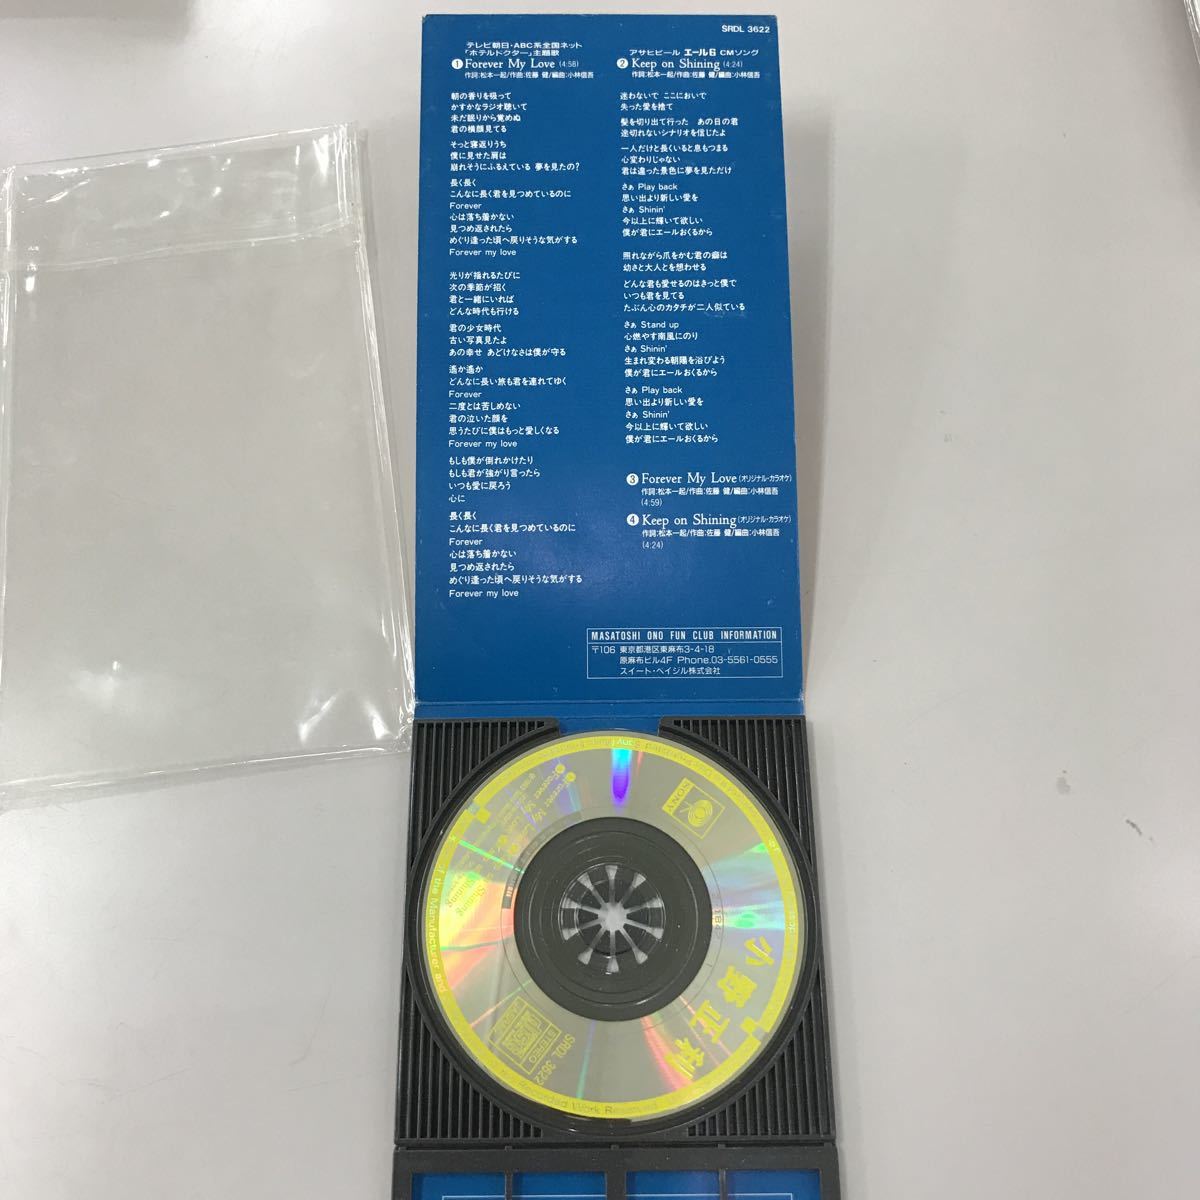 SRDL 3622
テレビ朝日・ABC系全国ネット
「ホテルドクター」主題歌
❶Forever My Love (4:58)
作詞:松本一起/作曲:佐藤 健/編曲:小林信吾
朝の香りを吸って
かすかなラジオ聴いて
未だ眠りから覚めぬ
君の横顔見てる
そっと寝返りうち
僕に見せた肩は
崩れそうにふるえている 夢を見たの?
長く長く
こんなに長く君を見つめているのに
Forever
心は落ち着かない
見つめ返されたら
めぐり逢った頃へ戻りそうな気がする
Forever my love
光りが揺れるたびに
次の季節が招く
君と一緒にいれば
どんな時代も行ける
君の少女時代
古い写真見たよ
あの幸せ あどけなさは僕が守る
遙か遙か
どんなに長い旅も君を連れてゆく
Forever
二度とは苦しめない
君の泣いた顔を
思うたびに僕はもっと愛しくなる
Forever my love
もしも僕が倒れかけたり
もしも君が強がり言ったら
いつも愛に戻ろう
心に
長く長く
こんなに長く君を見つめているのに
Forever
心は落ち着かない
見つめ返されたら
めぐり逢った頃へ戻りそうな気がする
Forever my love
アサヒビール エール6 CMソング
❷Keep on Shining (4:24)
作詞:松本一起/作曲:佐藤 健/編曲:小林信吾
迷わないで ここにおいで
失った愛を捨て
髪を切り出て行った あの日の君
途切れないシナリオを信じたよ
一人だけと長くいると息もつまる
心変わりじゃない
君は違った景色に夢を見ただけ
さぁ Play back
思い出より新しい愛を
さぁ Shinin'
今以上に輝いて欲しい
僕が君にエールおくるから
照れながら爪をかむ君の癖は
幼さと大人とを想わせる
どんな君も愛せるのはきっと僕で
いつも君を見てる
たぶん心のカタチが二人似ている
さぁ Stand up
心燃やす南風にのり
さぁ Shinin'
生まれ変わる朝陽を浴びよう
僕が君にエールおくるから
さぁ Play back
思い出より新しい愛を
さぁ Shinin'
今以上に輝いて欲しい
僕が君にエールおくるから
❸Forever My Love(オリジナル・カラオケ)
作詞:松本一起/作曲:佐藤 健/編曲:小林信吾
(4:59)
❹Keep on Shining(オリジナル・カラオケ)
作詞:松本一起/作曲:佐藤 健/編曲:小林信吾
(4:24)
MASATOSHI ONO FUN CLUB INFORMATION
〒106 東京都港区東麻布3-4-18
原麻布ビル4F Phone.03-5561-0555
スイート・ベイジル株式会社
SONY
小野正利
SRDL 3622
STEREO
of the Manufacturer and
Recorded Work Reserved